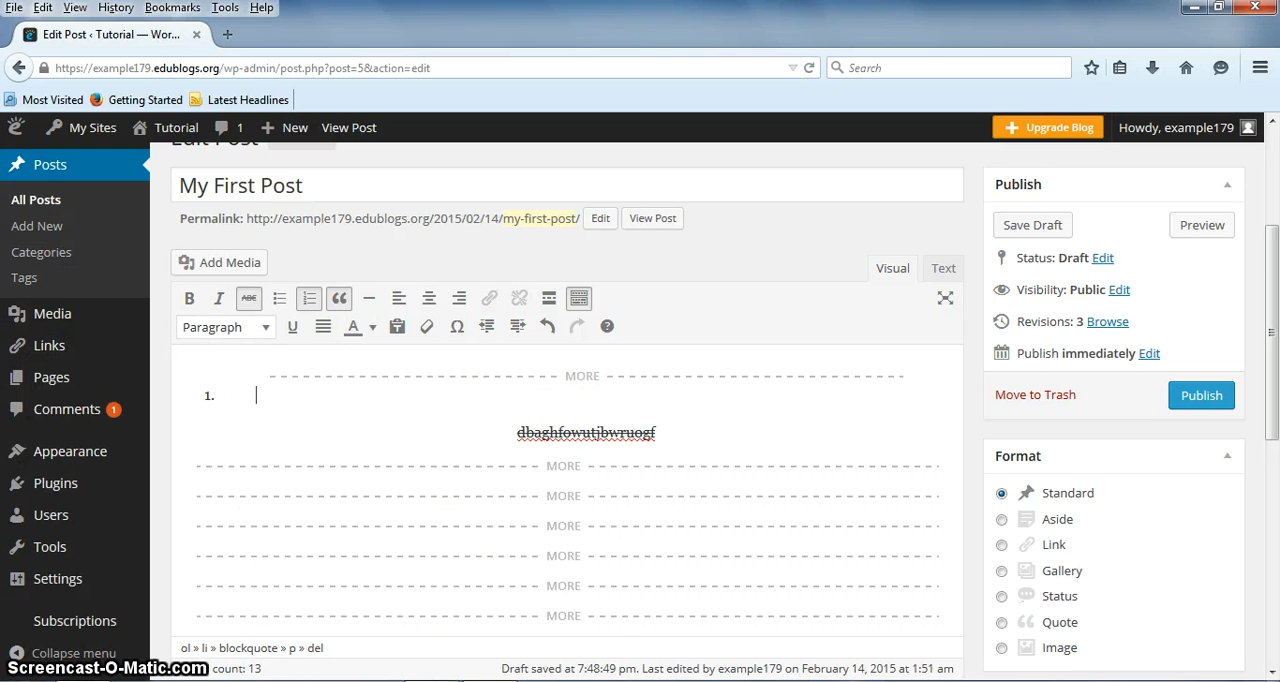 File Edit View History Bookmarks Tools Help
Edit Post ‹ Tutorial — Wor...
https://example179.edublogs.org/wp-admin/post.php?post=5&action=edit
Search
Most Visited Getting Started Latest Headlines
My Sites Tutorial 1 New View Post Upgrade Blog Howdy, example179
Edit Post
Posts
All Posts
Add New
Categories
Tags
Media
Links
Pages
Comments 1
Appearance
Plugins
Users
Tools
Settings
Subscriptions
Collapse menu
My First Post
Permalink: http://example179.edublogs.org/2015/02/14/my-first-post/ Edit View Post
Add Media
Visual Text
B I ABC
Paragraph U A Ω
MORE
1.
dbaghfowutjbwruogf
MORE
MORE
MORE
MORE
MORE
MORE
ol » li » blockquote » p » del
count: 13
Draft saved at 7:48:49 pm. Last edited by example179 on February 14, 2015 at 1:51 am
Publish
Save Draft Preview
Status: Draft Edit
Visibility: Public Edit
Revisions: 3 Browse
Publish immediately Edit
Move to Trash Publish
Format
Standard
Aside
Link
Gallery
Status
Quote
Image
Screencast-O-Matic.com